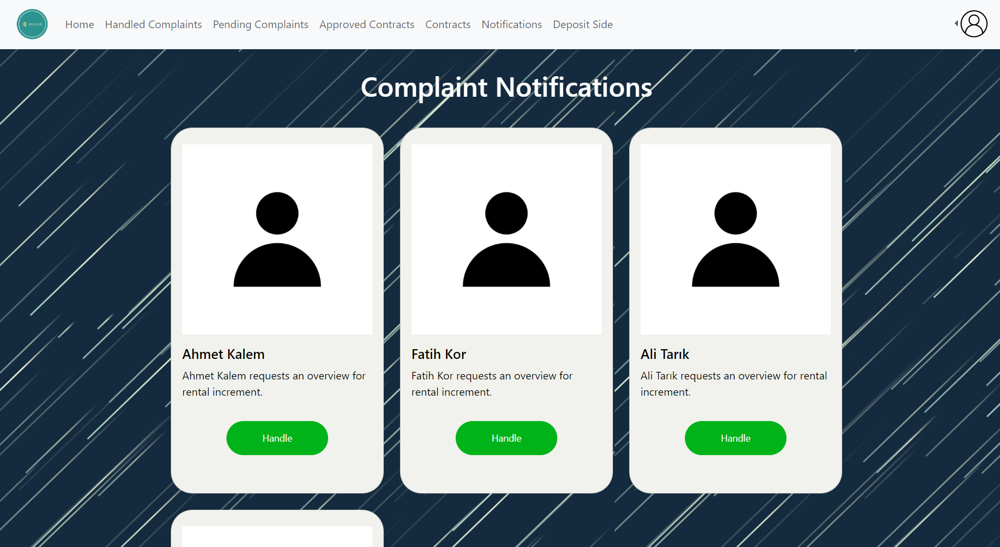 securent
Home Handled Complaints Pending Complaints Approved Contracts Contracts Notifications Deposit Side
Complaint Notifications
Ahmet Kalem
Ahmet Kalem requests an overview for
rental increment.
Handle
Fatih Kor
Fatih Kor requests an overview for
rental increment.
Handle
Ali Tarık
Ali Tarık requests an overview for rental
increment.
Handle